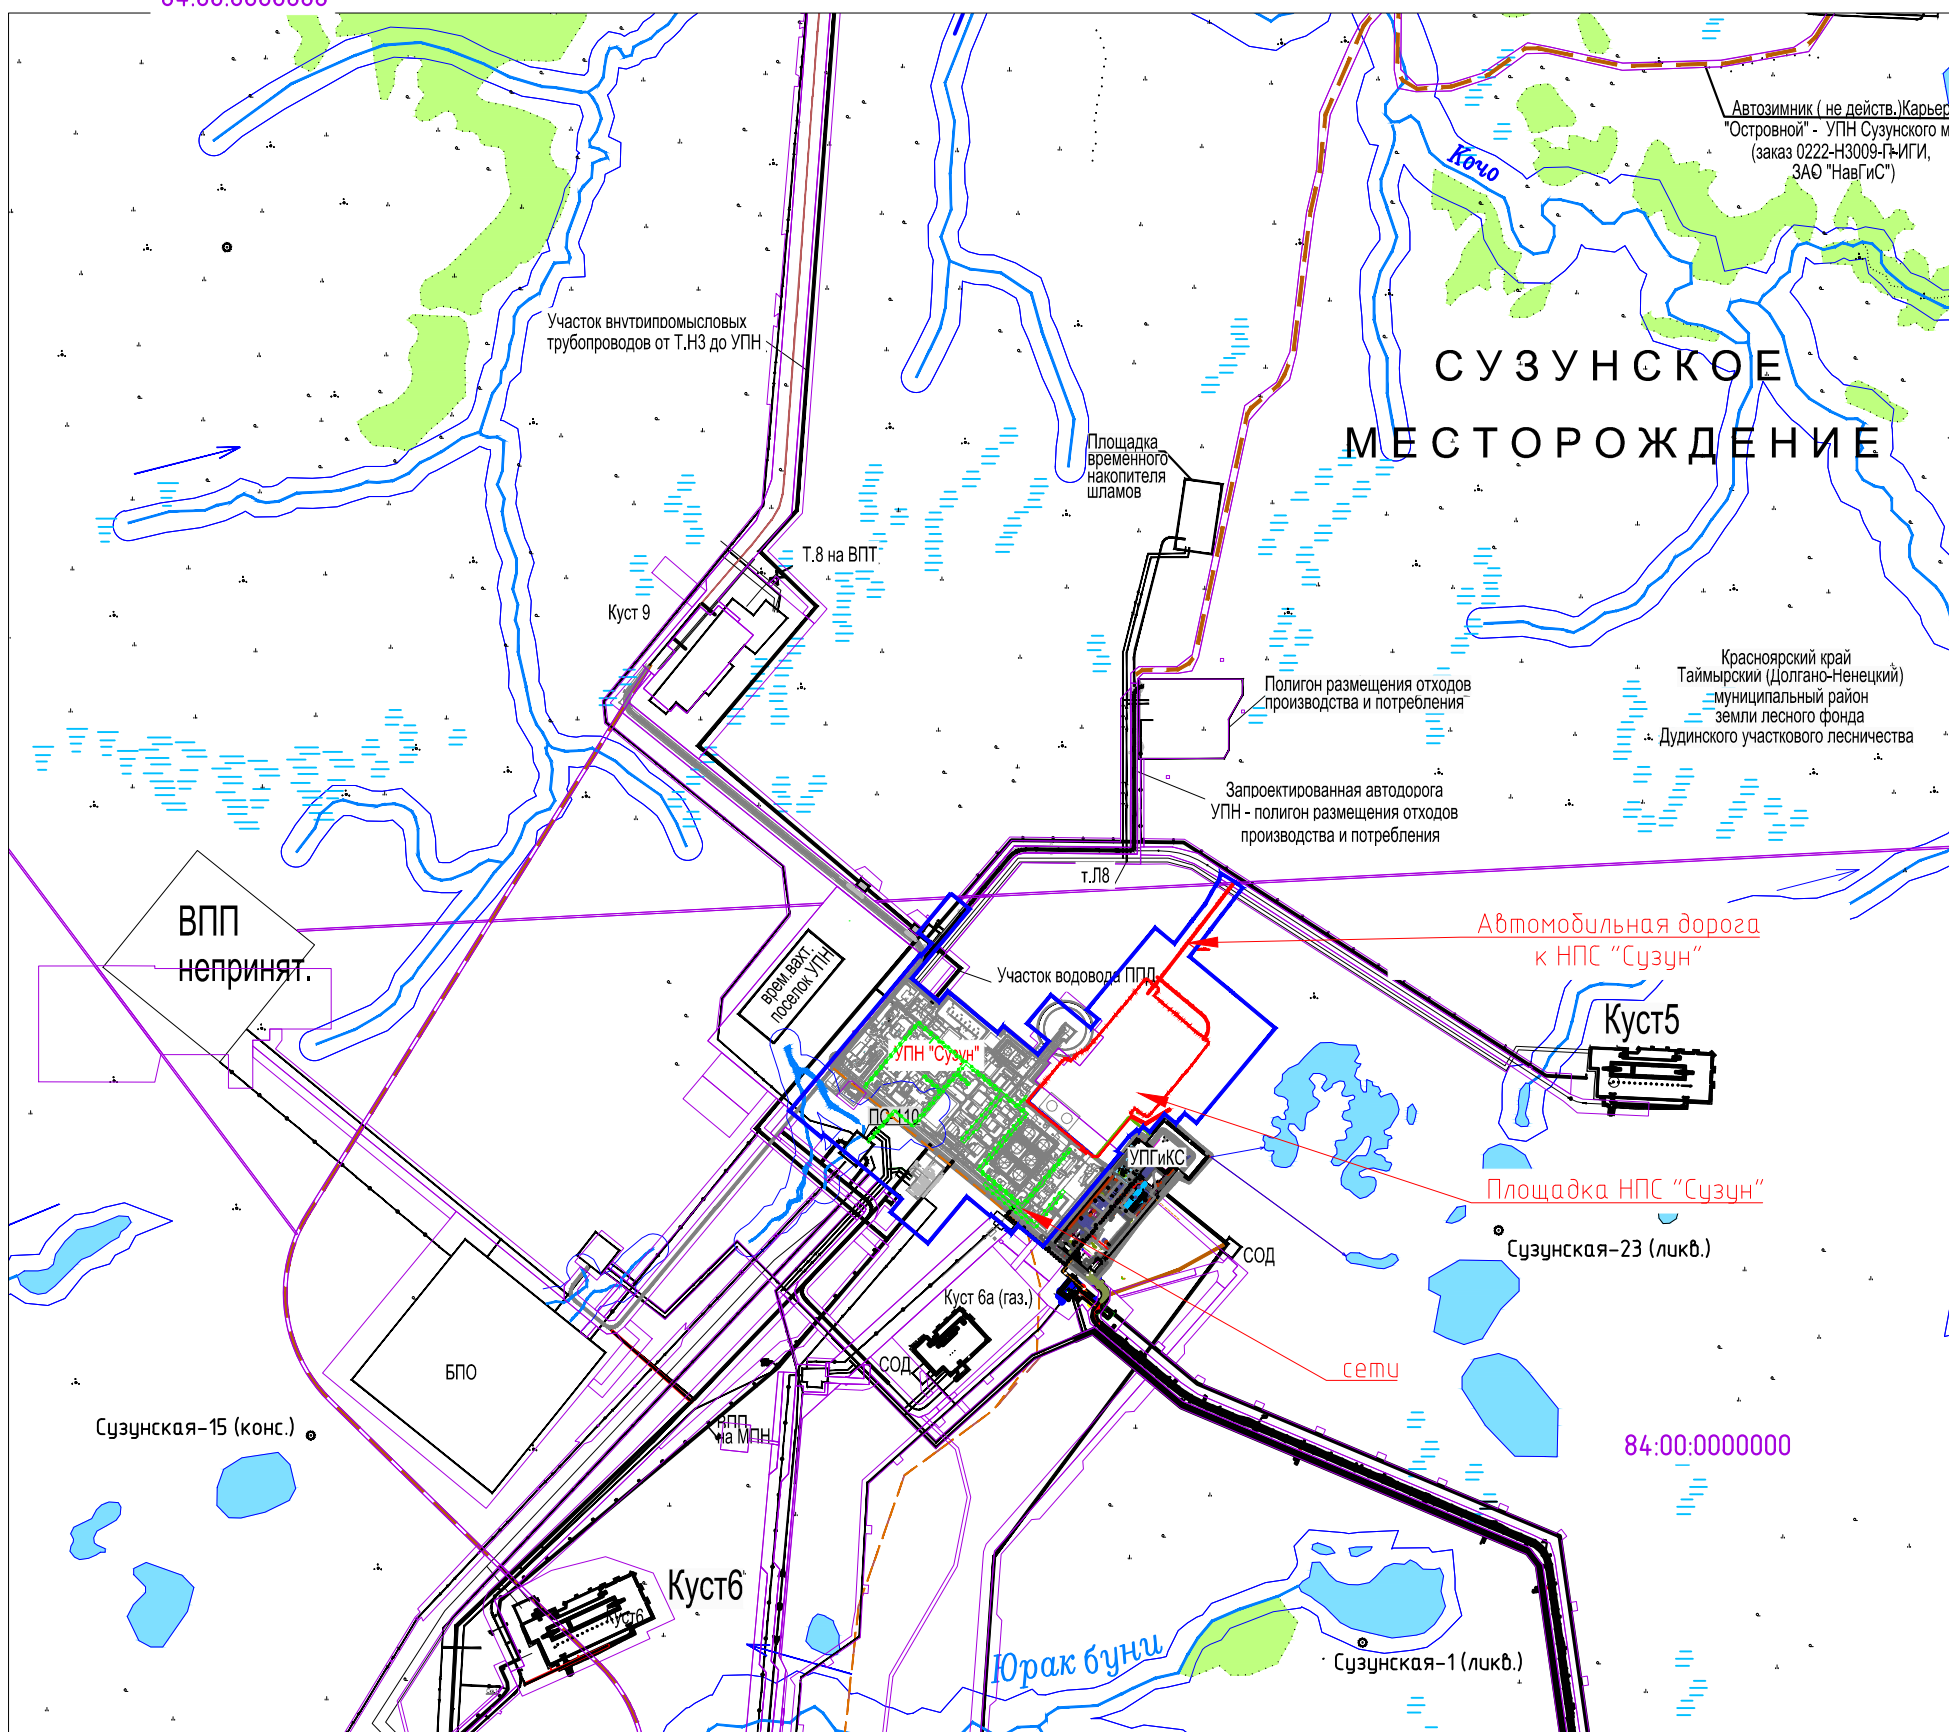 Автозимник ( не действ.)Карьер
"Островной" - УПН Сузунского м
(заказ 0222-Н3009-П-ИГИ,
ЗАО "НавГиС")
Кочо
Участок внутрипромысловых
трубопроводов от Т.Н3 до УПН
СУЗУНСКОЕ
МЕСТОРОЖДЕНИЕ
Площадка
временного
накопителя
шламов
Т.8 на ВПТ
Куст 9
Красноярский край
Таймырский (Долгано-Ненецкий)
муниципальный район
земли лесного фонда
Дудинского участкового лесничества
Полигон размещения отходов
производства и потребления
Запроектированная автодорога
УПН - полигон размещения отходов
производства и потребления
т.Л8
ВПП
непринят.
Автомобильная дорога
к НПС "Сузун"
врем.вахт.
поселок УПН
Участок водовода ППД
Куст5
УПН "Сузун"
ПС 110
УПГиКС
Площадка НПС "Сузун"
Сузунская-23 (ликв.)
СОД
Куст 6а (газ.)
СОД
сети
БПО
Сузунская-15 (конс.)
ВПП
на МПН
84:00:0000000
Куст6
Куст6
Юрак буни
Сузунская-1 (ликв.)